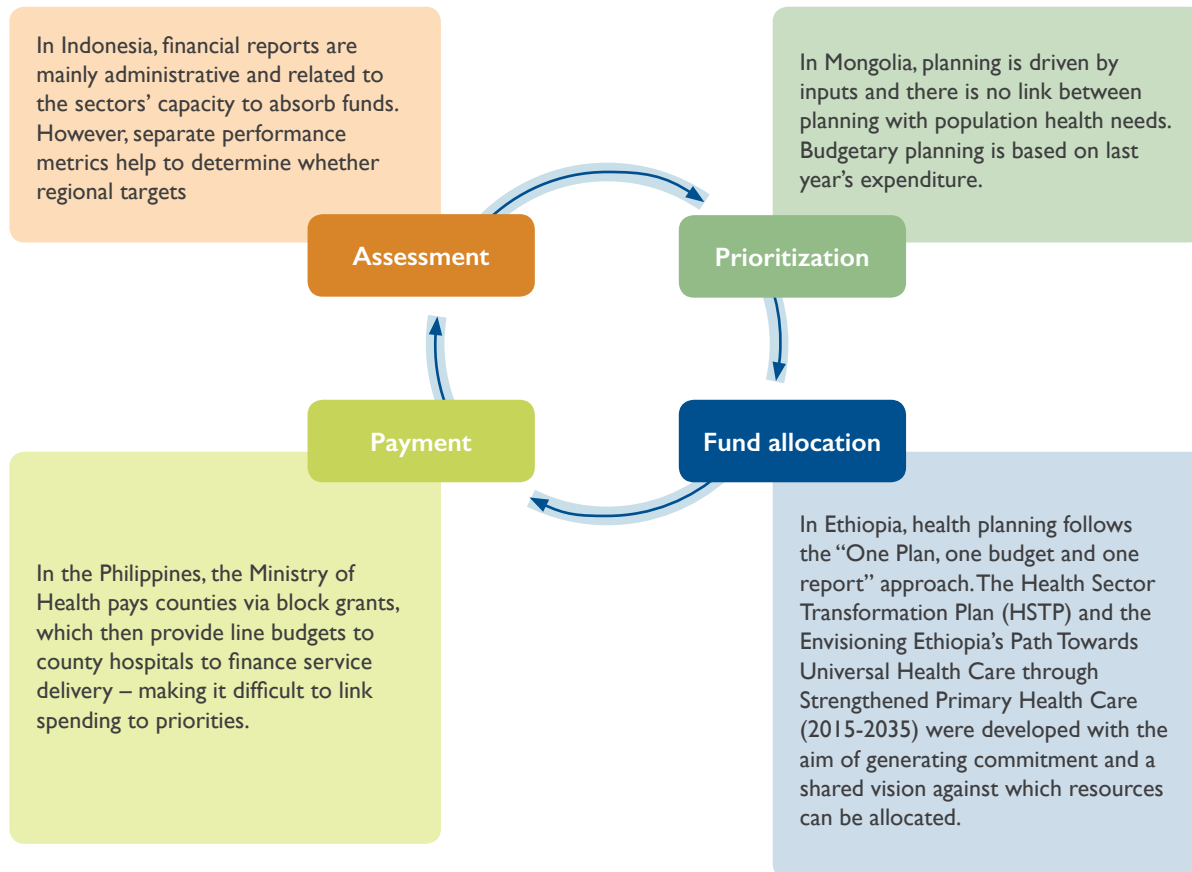 In Indonesia, financial reports are
mainly administrative and related to
the sectors’ capacity to absorb funds.
However, separate performance
metrics help to determine whether
regional targets
Assessment
In Mongolia, planning is driven by
inputs and there is no link between
planning with population health needs.
Budgetary planning is based on last
year’s expenditure.
Prioritization
Payment
In the Philippines, the Ministry of
Health pays counties via block grants,
which then provide line budgets to
county hospitals to finance service
delivery – making it difficult to link
spending to priorities.
Fund allocation
In Ethiopia, health planning follows
the “One Plan, one budget and one
report” approach. The Health Sector
Transformation Plan (HSTP) and the
Envisioning Ethiopia’s Path Towards
Universal Health Care through
Strengthened Primary Health Care
(2015-2035) were developed with the
aim of generating commitment and a
shared vision against which resources
can be allocated.